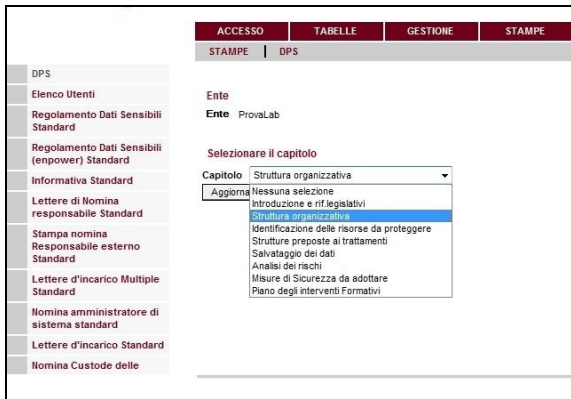 ACCESSO TABELLE GESTIONE STAMPE
STAMPE | DPS
DPS
Elenco Utenti
Regolamento Dati Sensibili
Standard
Regolamento Dati Sensibili
(enpower) Standard
Informativa Standard
Lettere di Nomina
responsabile Standard
Stampa nomina
Responsabile esterno
Standard
Lettere d'incarico Multiple
Standard
Nomina amministratore di
sistema standard
Lettere d'incarico Standard
Nomina Custode delle
Ente
Ente ProvaLab
Selezionare il capitolo
Capitolo Struttura organizzativa
Aggiorna
Nessuna selezione
Introduzione e rif.legislativi
Struttura organizzativa
Identificazione delle risorse da proteggere
Strutture preposte ai trattamenti
Salvataggio dei dati
Analisi dei rischi
Misure di Sicurezza da adottare
Piano degli interventi Formativi